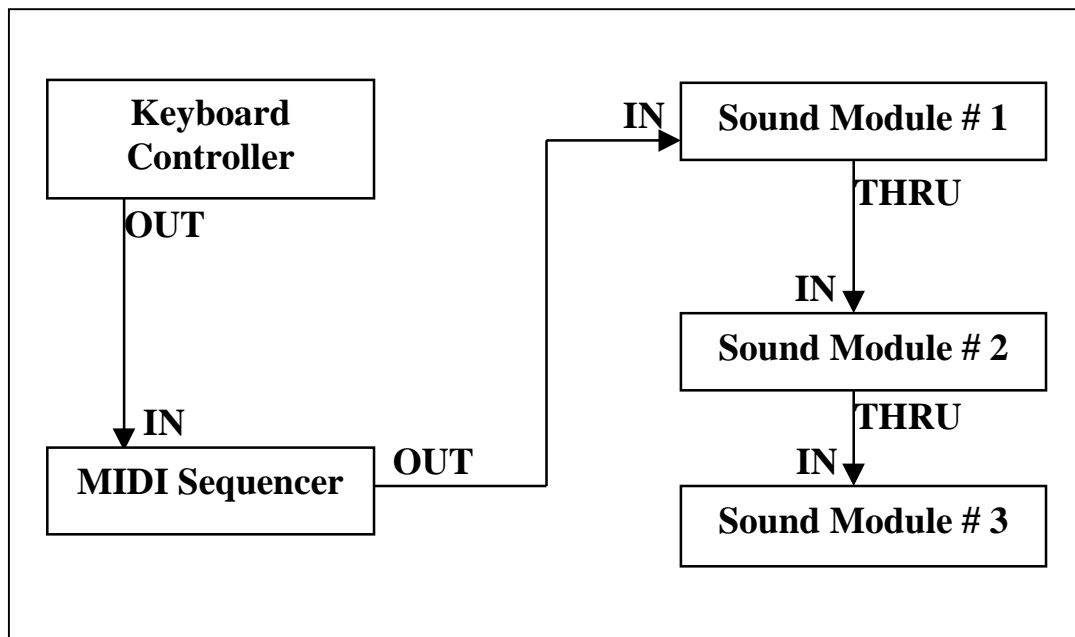 Keyboard
Controller
OUT
IN
MIDI Sequencer
OUT
IN
Sound Module # 1
THRU
IN
Sound Module # 2
THRU
IN
Sound Module # 3